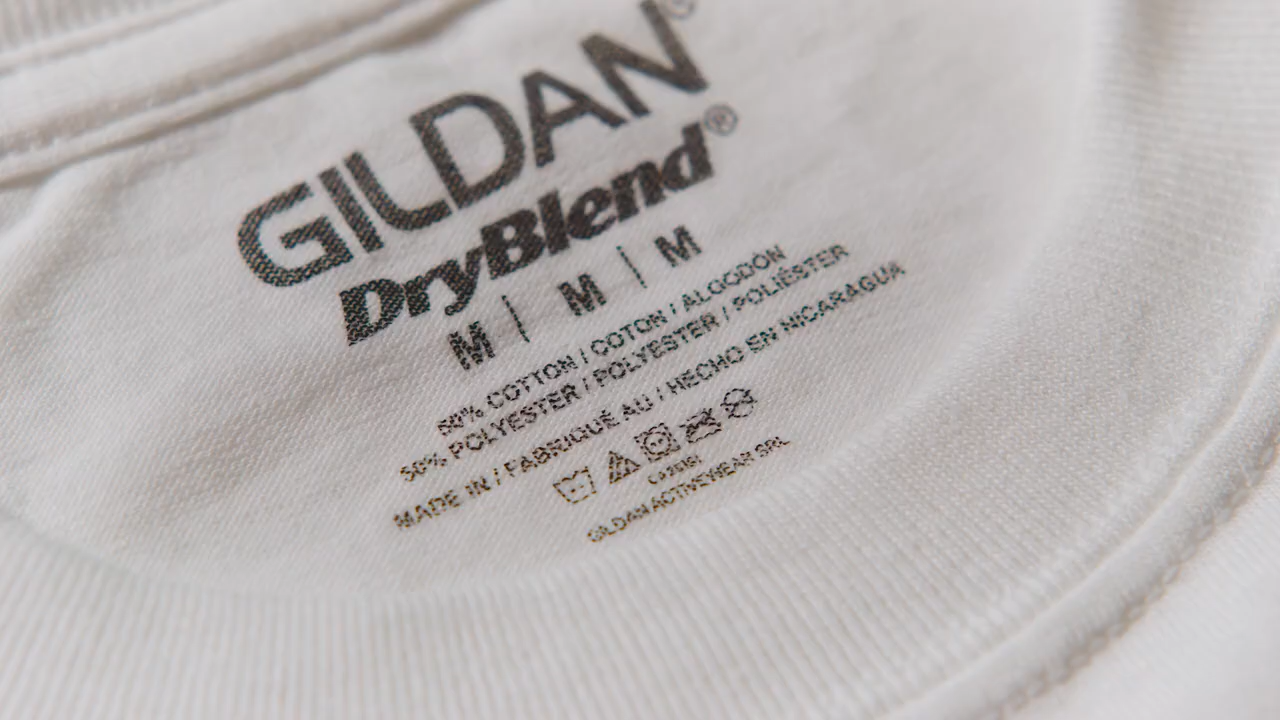 GILDAN®
DryBlend®
M | M | M
50% COTTON / COTON / ALGODÓN
50% POLYESTER / POLYESTER / POLIÉSTER
MADE IN / FABRIQUÉ AU / HECHO EN NICARAGUA
GILDAN ACTIVEWEAR SRL